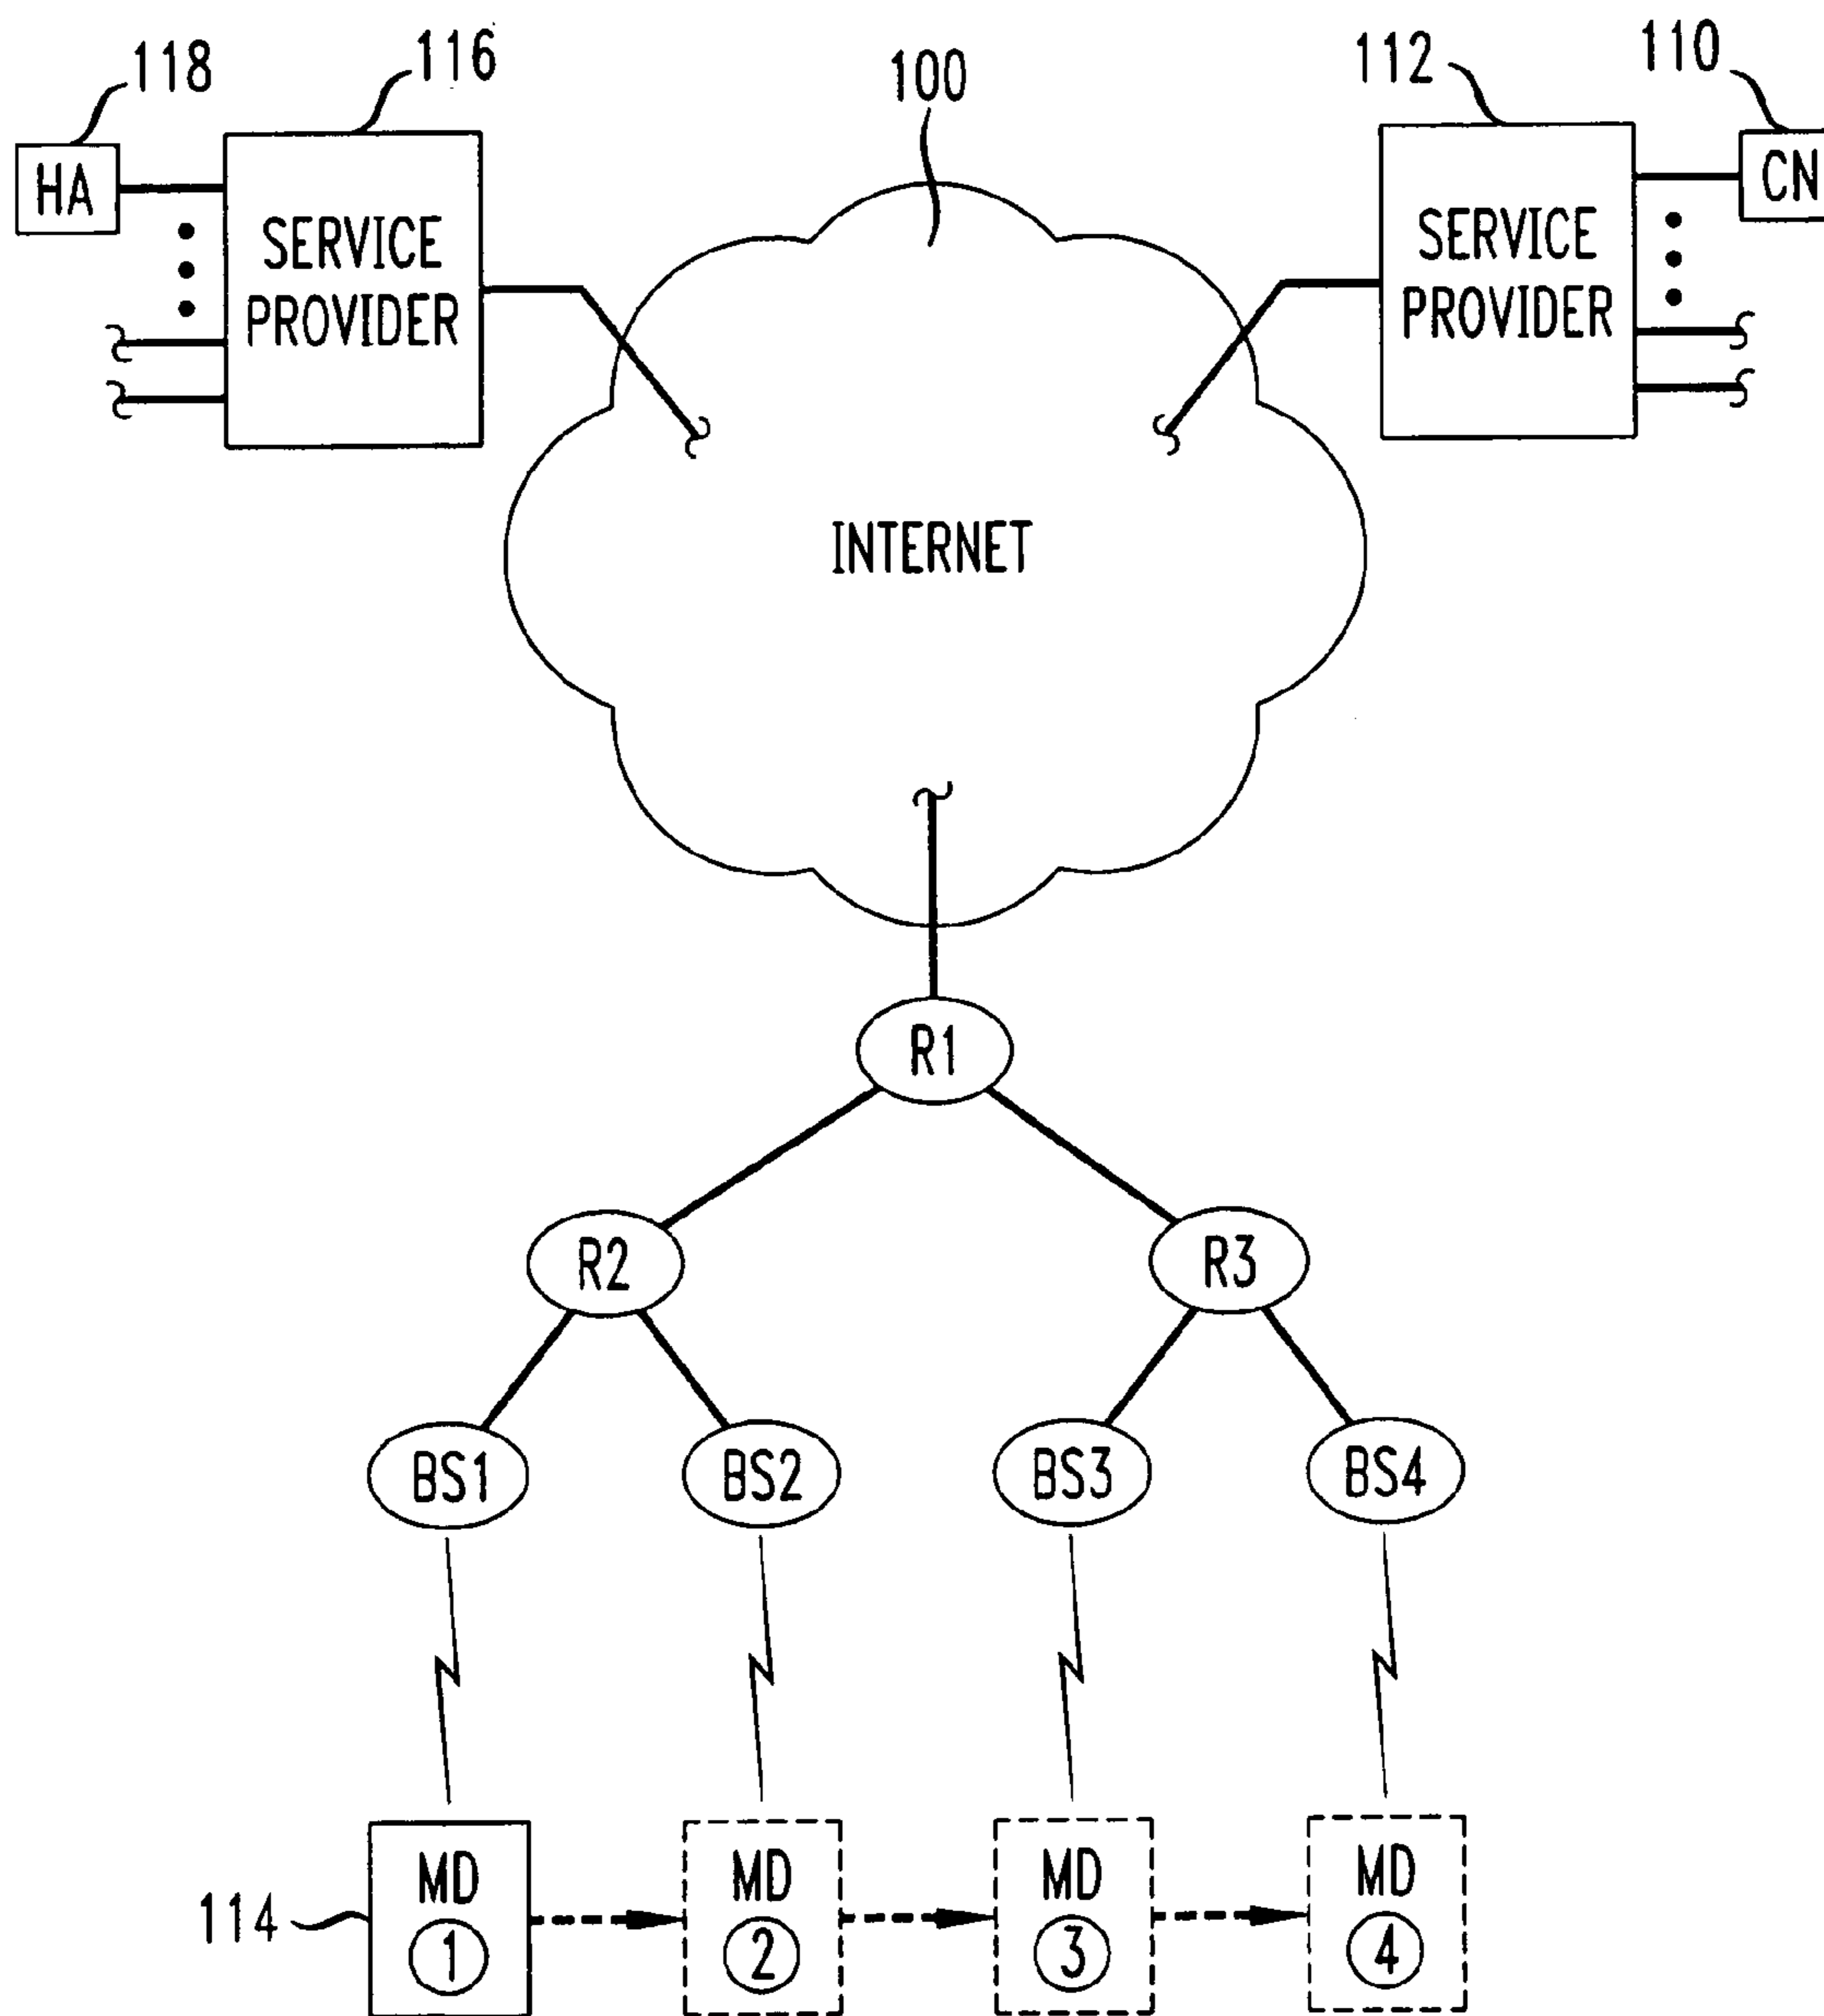 118
116
100
112
110
HA
SERVICE
PROVIDER
SERVICE
PROVIDER
CN
INTERNET
R1
R2
R3
BS1
BS2
BS3
BS4
114
MD
1
MD
2
MD
3
MD
4